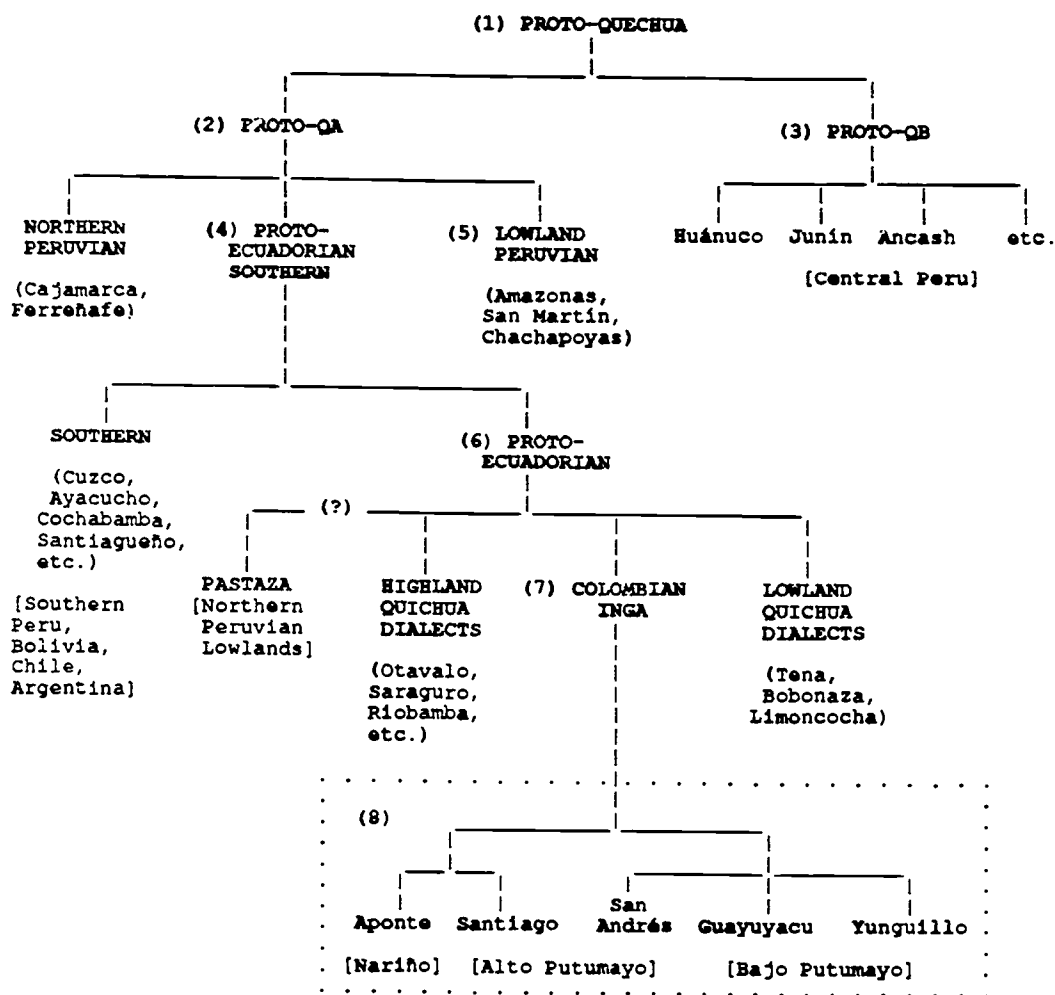 (1) PROTO-QUECHUA
(2) PROTO-QA
(3) PROTO-QB
NORTHERN
PERUVIAN
(Cajamarca,
Ferreñafe)
(4) PROTO-
ECUADORIAN
SOUTHERN
(5) LOWLAND
PERUVIAN
(Amazonas,
San Martín,
Chachapoyas)
Huánuco Junín Ancash etc.
[Central Peru]
SOUTHERN
(Cuzco,
Ayacucho,
Cochabamba,
Santiagueño,
etc.)
[Southern
Peru,
Bolivia,
Chile,
Argentina]
(6) PROTO-
ECUADORIAN
(?)
PASTAZA
[Northern
Peruvian
Lowlands]
HIGHLAND
QUICHUA
DIALECTS
(Otavalo,
Saraguro,
Riobamba,
etc.)
(7) COLOMBIAN
INGA
LOWLAND
QUICHUA
DIALECTS
(Tena,
Bobonaza,
Limoncocha)
(8)
Aponte Santiago San Andrés Guayuyacu Yunguillo
[Nariño] [Alto Putumayo] [Bajo Putumayo]